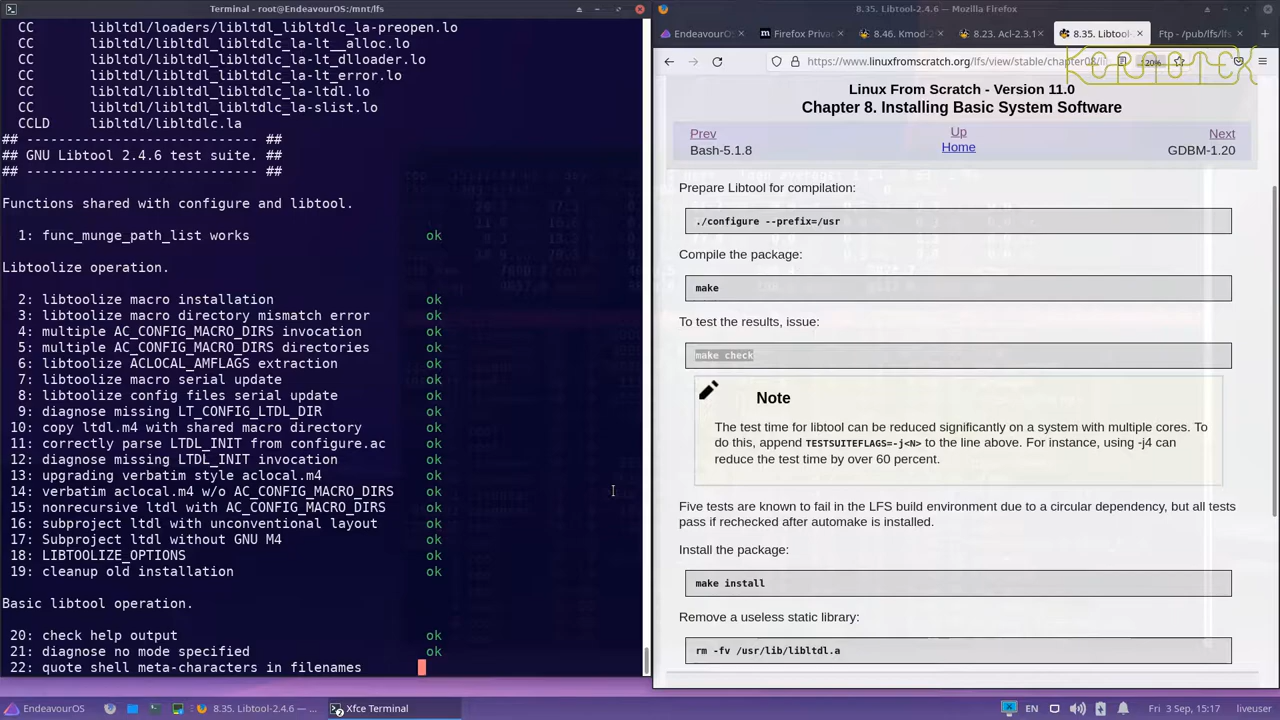 Terminal - root@EndeavourOS:/mnt/lfs
CC libltdl/loaders/libltdl_libltdlc_la-preopen.lo
CC libltdl/libltdl_libltdlc_la-lt__alloc.lo
CC libltdl/libltdl_libltdlc_la-lt_dlloader.lo
CC libltdl/libltdl_libltdlc_la-lt_error.lo
CC libltdl/libltdl_libltdlc_la-ltdl.lo
CC libltdl/libltdl_libltdlc_la-slist.lo
CCLD libltdl/libltdlc.la
## ----------------------------- ##
## GNU Libtool 2.4.6 test suite. ##
## ----------------------------- ##
Functions shared with configure and libtool.
1: func_munge_path_list works ok
Libtoolize operation.
2: libtoolize macro installation ok
3: libtoolize macro directory mismatch error ok
4: multiple AC_CONFIG_MACRO_DIRS invocation ok
5: multiple AC_CONFIG_MACRO_DIRS directories ok
6: libtoolize ACLOCAL_AMFLAGS extraction ok
7: libtoolize macro serial update ok
8: libtoolize config files serial update ok
9: diagnose missing LT_CONFIG_LTDL_DIR ok
10: copy ltdl.m4 with shared macro directory ok
11: correctly parse LTDL_INIT from configure.ac ok
12: diagnose missing LTDL_INIT invocation ok
13: upgrading verbatim style aclocal.m4 ok
14: verbatim aclocal.m4 w/o AC_CONFIG_MACRO_DIRS ok
15: nonrecursive ltdl with AC_CONFIG_MACRO_DIRS ok
16: subproject ltdl with unconventional layout ok
17: Subproject ltdl without GNU M4 ok
18: LIBTOOLIZE_OPTIONS ok
19: cleanup old installation ok
Basic libtool operation.
20: check help output ok
21: diagnose no mode specified ok
22: quote shell meta-characters in filenames
8.35. Libtool-2.4.6 — Mozilla Firefox
EndeavourOS
Firefox Privac
8.46. Kmod-2
8.23. Acl-2.3.1
8.35. Libtool-
Ftp - /pub/lfs/lfs
https://www.linuxfromscratch.org/lfs/view/stable/chapter08/li
120%
Linux From Scratch - Version 11.0
Chapter 8. Installing Basic System Software
Prev Up Next
Bash-5.1.8 Home GDBM-1.20
Prepare Libtool for compilation:
./configure --prefix=/usr
Compile the package:
make
To test the results, issue:
make check
Note
The test time for libtool can be reduced significantly on a system with multiple cores. To
do this, append TESTSUITEFLAGS=-j<N> to the line above. For instance, using -j4 can
reduce the test time by over 60 percent.
Five tests are known to fail in the LFS build environment due to a circular dependency, but all tests
pass if rechecked after automake is installed.
Install the package:
make install
Remove a useless static library:
rm -fv /usr/lib/libltdl.a
EndeavourOS
8.35. Libtool-2.4.6 — ...
2
Xfce Terminal
EN
Fri 3 Sep, 15:17
liveuser